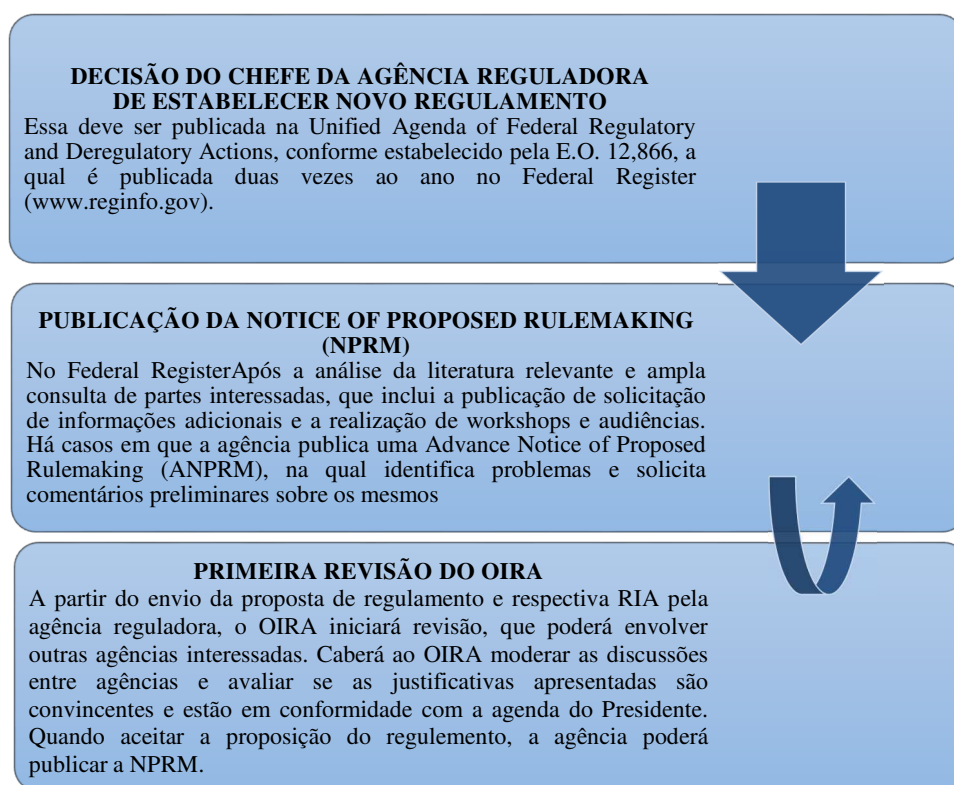 DECISÃO DO CHEFE DA AGÊNCIA REGULADORA
DE ESTABELECER NOVO REGULAMENTO
Essa deve ser publicada na Unified Agenda of Federal Regulatory
and Deregulatory Actions, conforme estabelecido pela E.O. 12,866, a
qual é publicada duas vezes ao ano no Federal Register
(www.reginfo.gov).
PUBLICAÇÃO DA NOTICE OF PROPOSED RULEMAKING
(NPRM)
No Federal RegisterApós a análise da literatura relevante e ampla
consulta de partes interessadas, que inclui a publicação de solicitação
de informações adicionais e a realização de workshops e audiências.
Há casos em que a agência publica uma Advance Notice of Proposed
Rulemaking (ANPRM), na qual identifica problemas e solicita
comentários preliminares sobre os mesmos
PRIMEIRA REVISÃO DO OIRA
A partir do envio da proposta de regulamento e respectiva RIA pela
agência reguladora, o OIRA iniciará revisão, que poderá envolver
outras agências interessadas. Caberá ao OIRA moderar as discussões
entre agências e avaliar se as justificativas apresentadas são
convincentes e estão em conformidade com a agenda do Presidente.
Quando aceitar a proposição do regulemento, a agência poderá
publicar a NPRM.